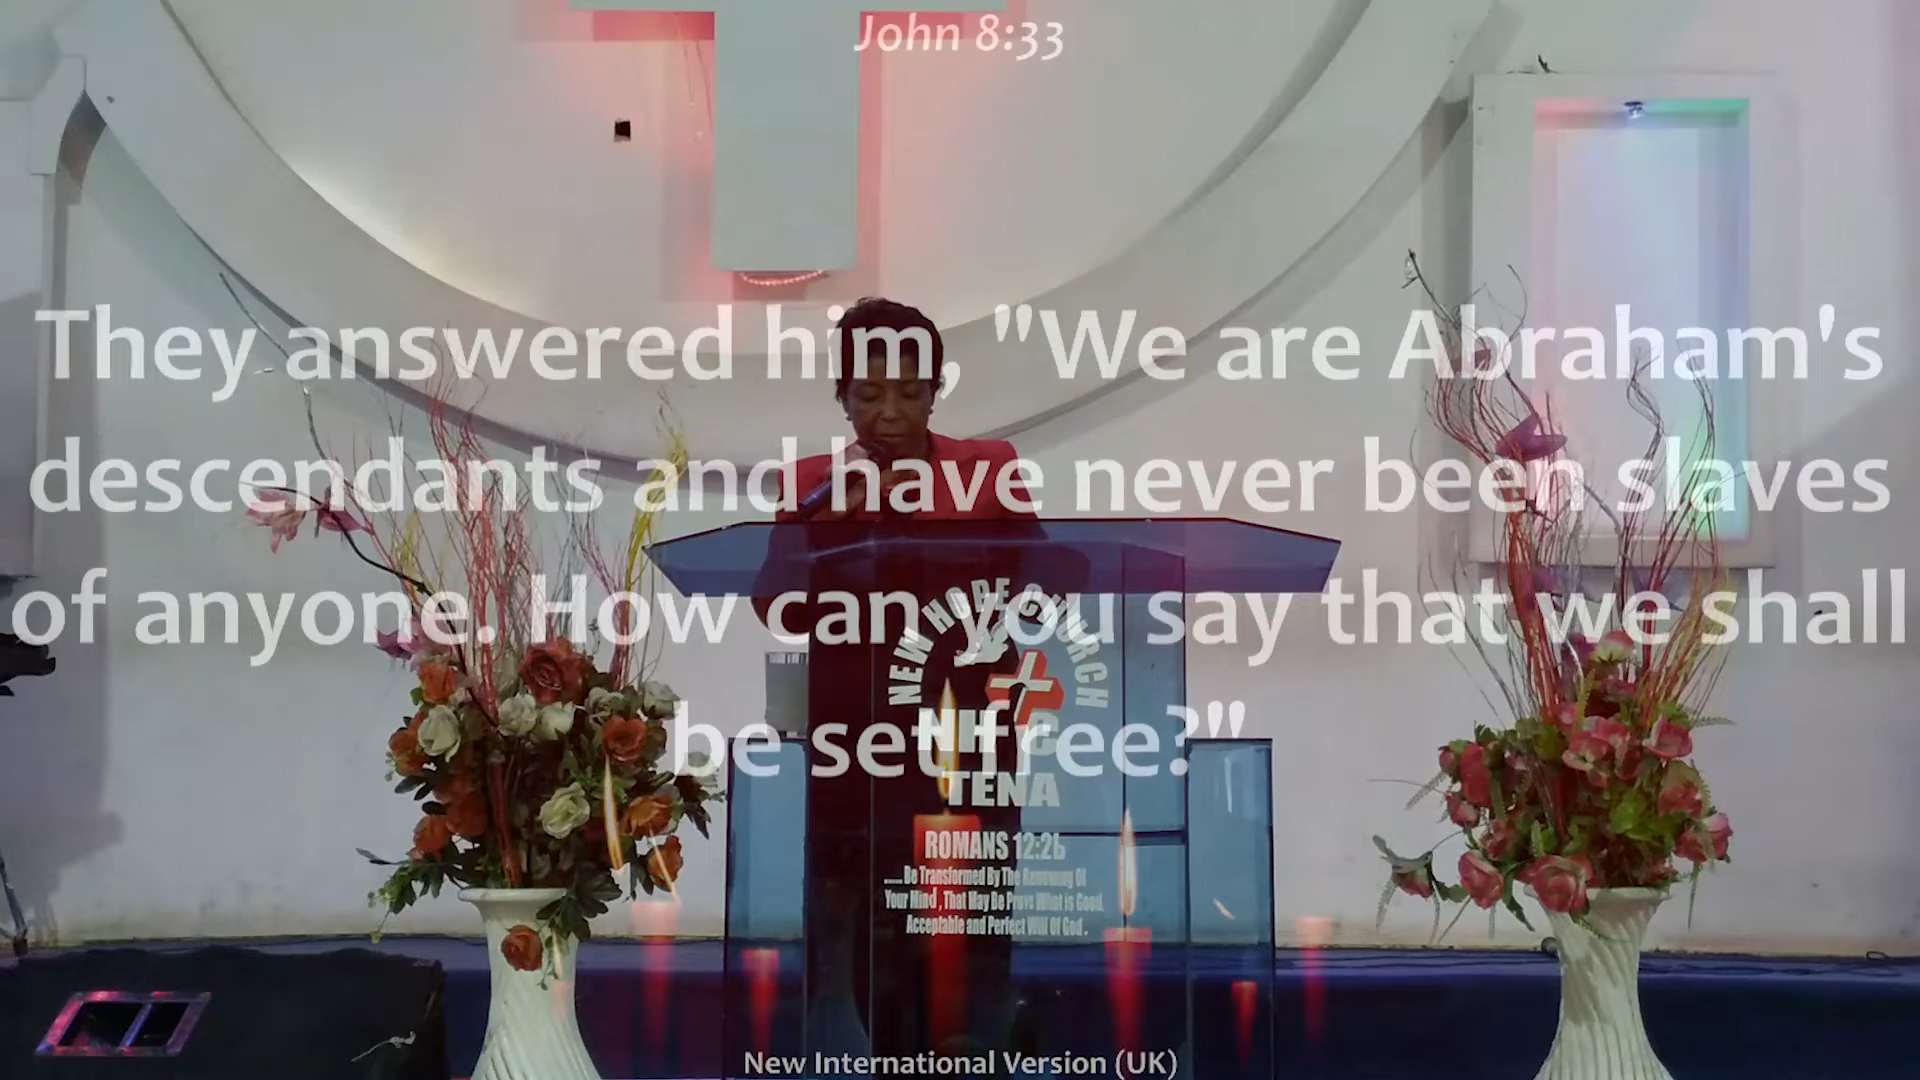 John 8:33
They answered him, "We are Abraham's
descendants and have never been slaves
of anyone. How can you say that we shall
be set free?"
NEW HOPE CHURCH
NH C
TENA
ROMANS 12:2b
......Be Transformed By The Renewing Of
Your Mind, That May Be Prove What is Good,
Acceptable and Perfect Will Of God .
New International Version (UK)